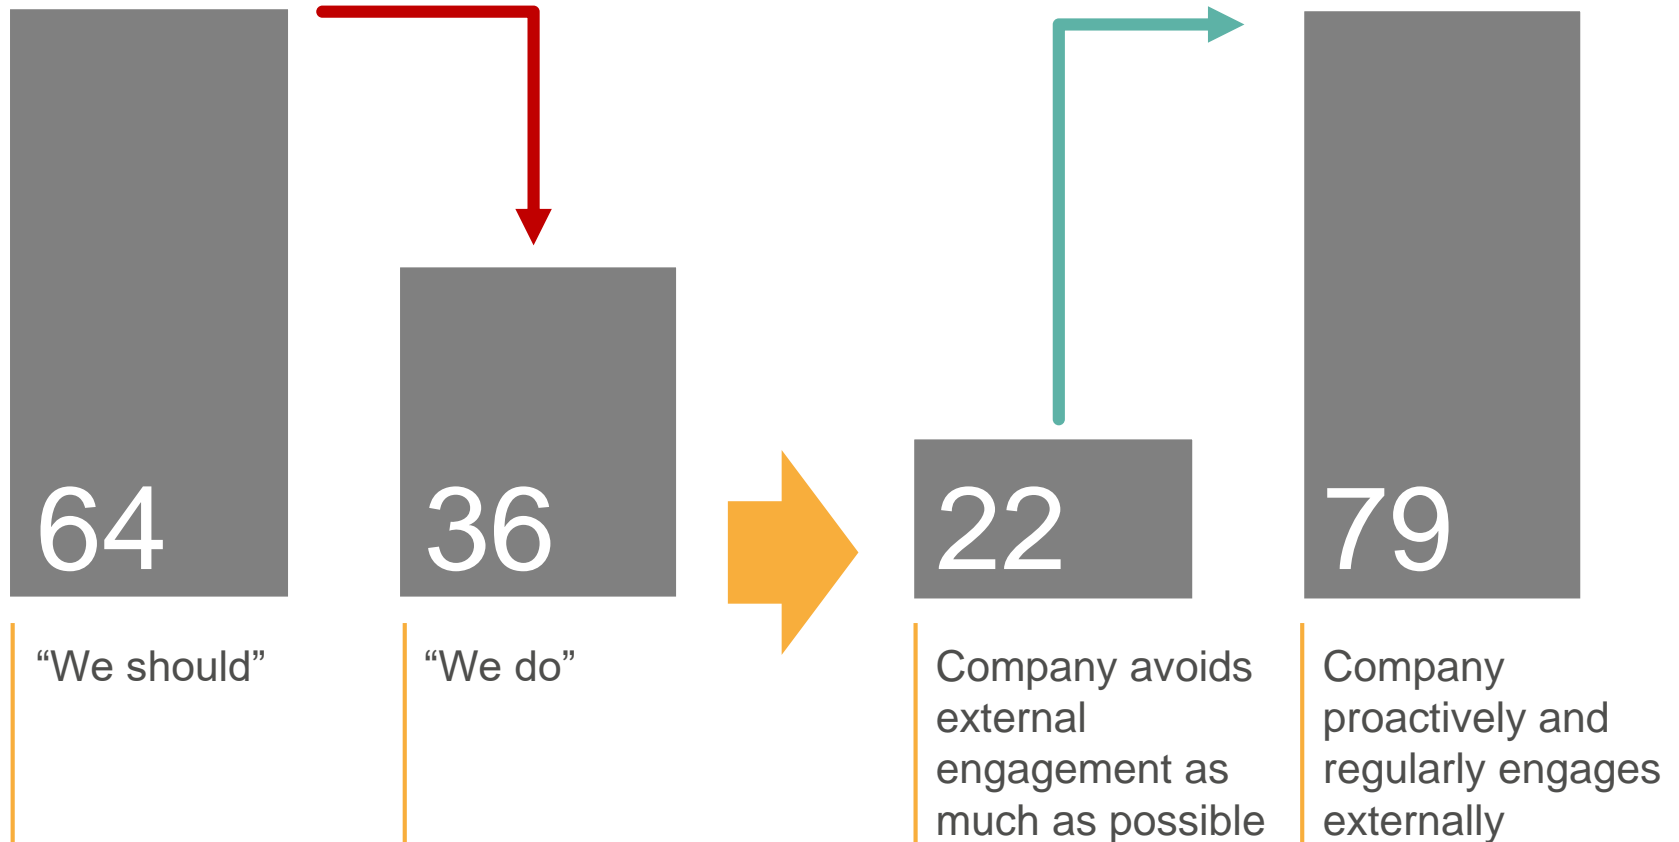 64
36
22
79
“We should”
“We do”
Company avoids
external
engagement as
much as possible
Company
proactively and
regularly engages
externally